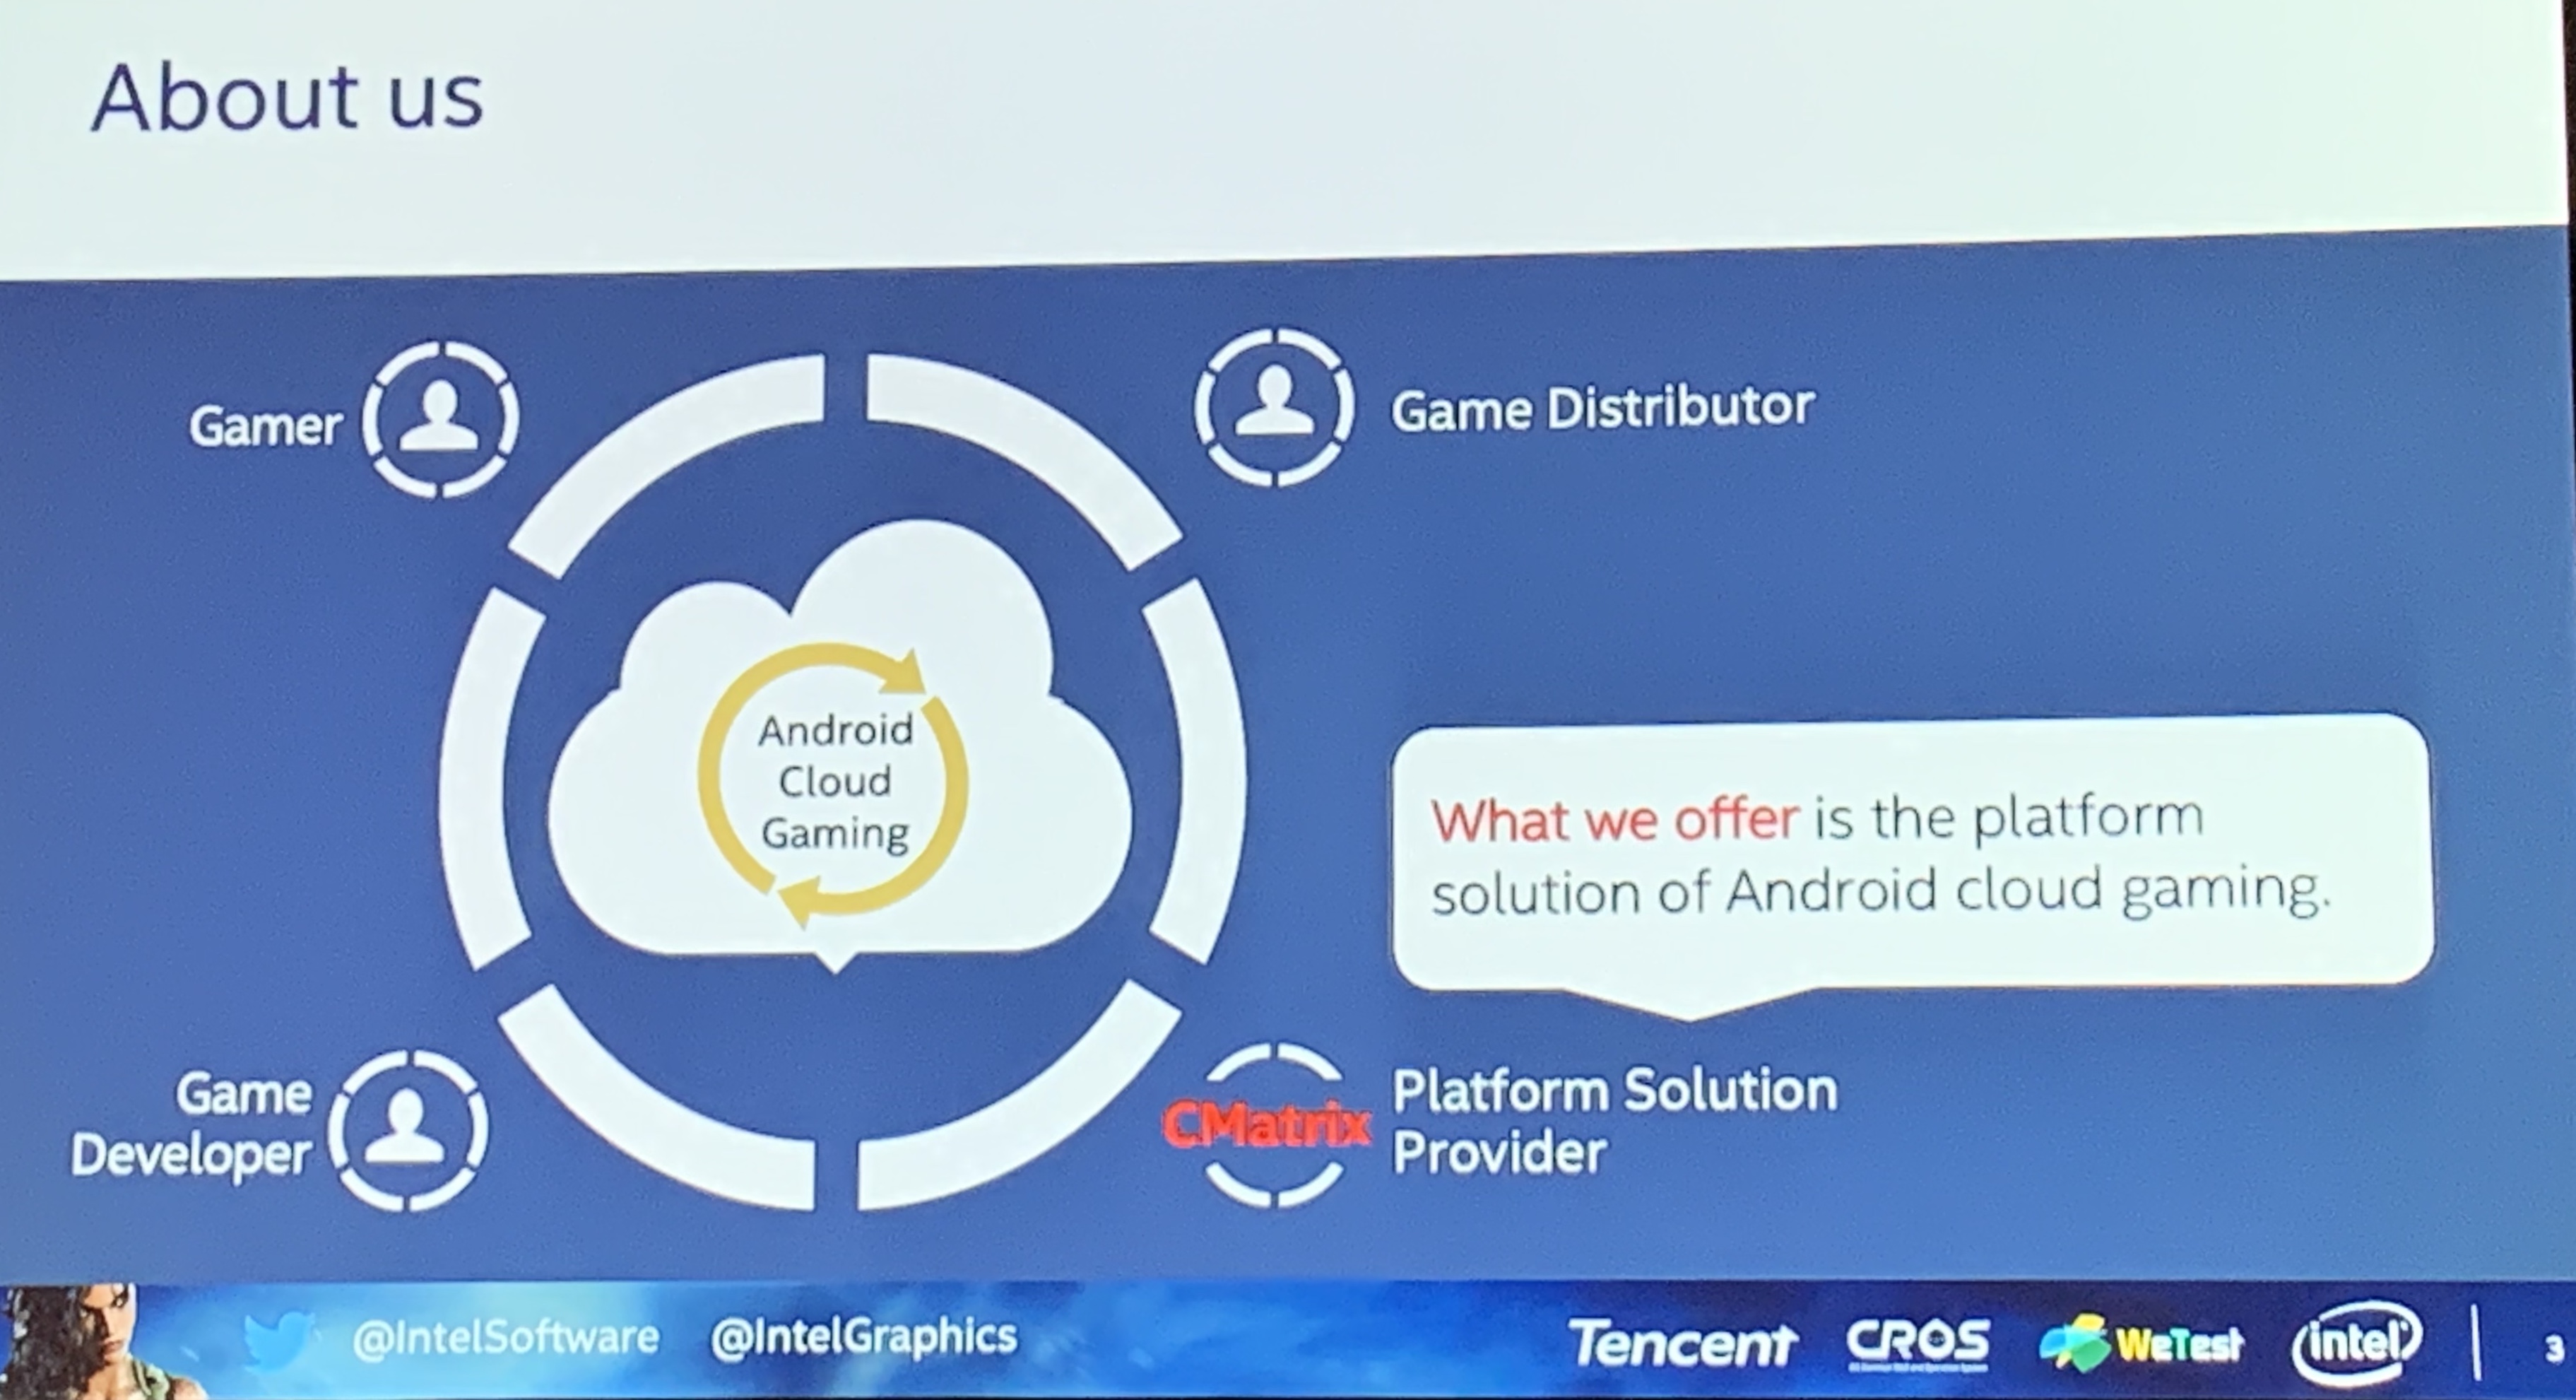 About us
Gamer
Game Distributor
Android
Cloud
Gaming
What we offer is the platform
solution of Android cloud gaming.
Game
Developer
CMatrix
Platform Solution
Provider
@IntelSoftware @IntelGraphics
Tencent CROS WeTest intel 3